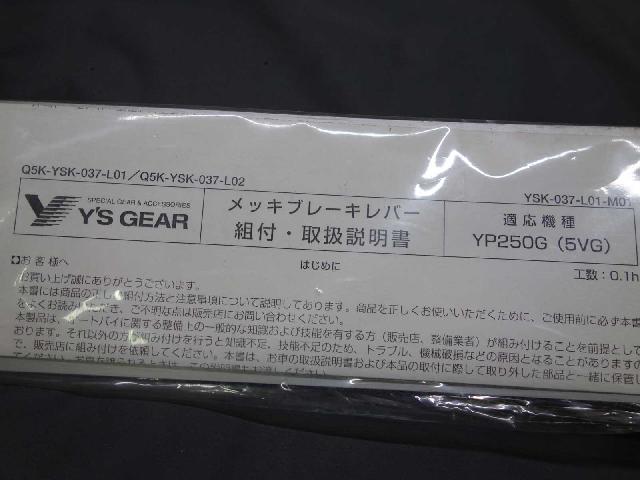 Q5K-YSK-037-L01／Q5K-YSK-037-L02
YSK-037-L01-M01
SPECIAL GEAR & ACCESSORIES
Y'S GEAR
メッキブレーキレバー
組付・取扱説明書
適応機種
YP250G（5VG）
はじめに
工数：0.1h
お客様へ
お買い上げ誠にありがとうございます。
本書には商品の正しい組付方法と注意事項について説明してあります。商品を正しくお使いいただくために、ご使用前に必ず本書
をよくお読みいただき、ご不明な点は販売店にお問い合わせください。
本製品は、オートバイに関する整備上の一般的な知識および技能を有する方（販売店、整備業者）が組み付けることを前提として
おります。それ以外の方が組み付けを行うと知識不足、技能不足のため、トラブル、機械破損などの原因となることがありますの
で、販売店に組み付けを依頼してください。本書は、お車の取扱説明書および本品の取付に際して取り外した部品と一緒に保管し